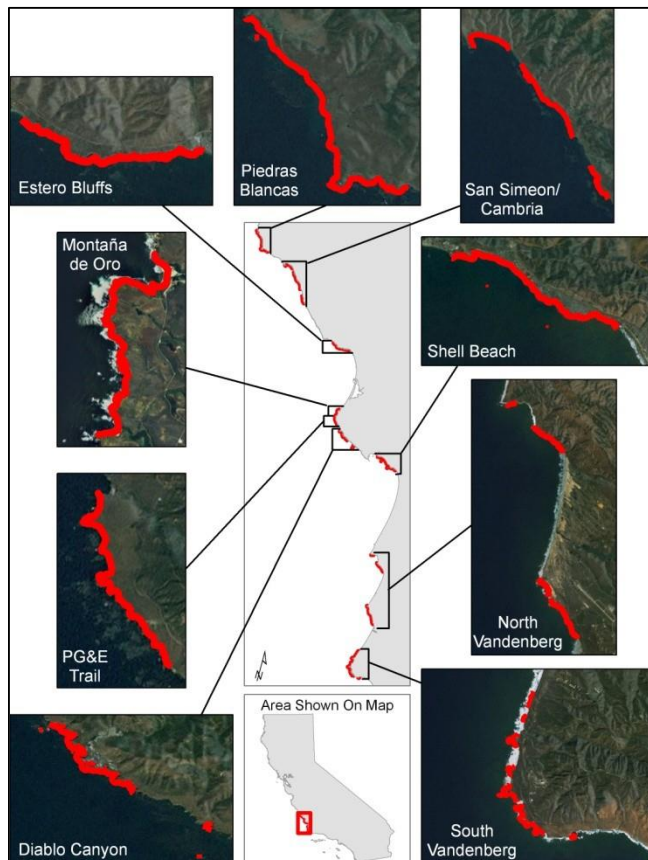 Estero Bluffs
Piedras
Blancas
San Simeon/
Cambria
Montaña
de Oro
Shell Beach
PG&E
Trail
North
Vandenberg
Area Shown On Map
Diablo Canyon
South
Vandenberg